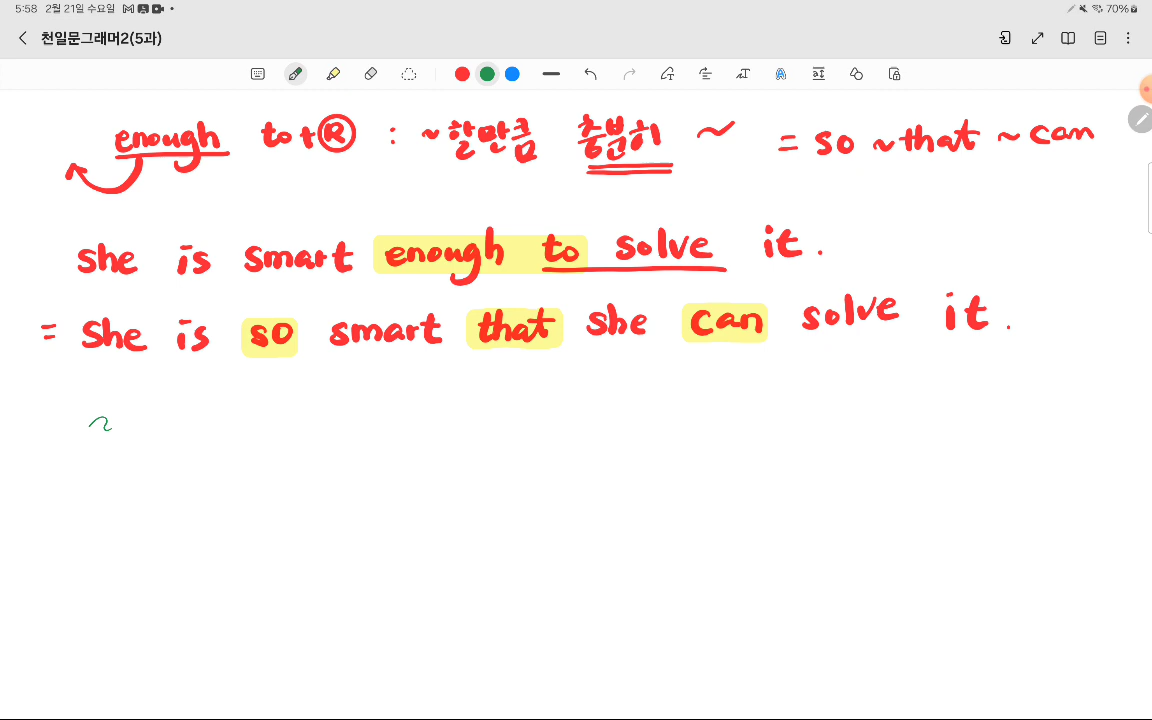 5:58 2월 21일 수요일 70%
천일문그래머2(5과)
enough to+Ⓡ : ~할만큼 충분히 ~ = so ~that ~can
she is smart enough to solve it.
= She is so smart that she can solve it.